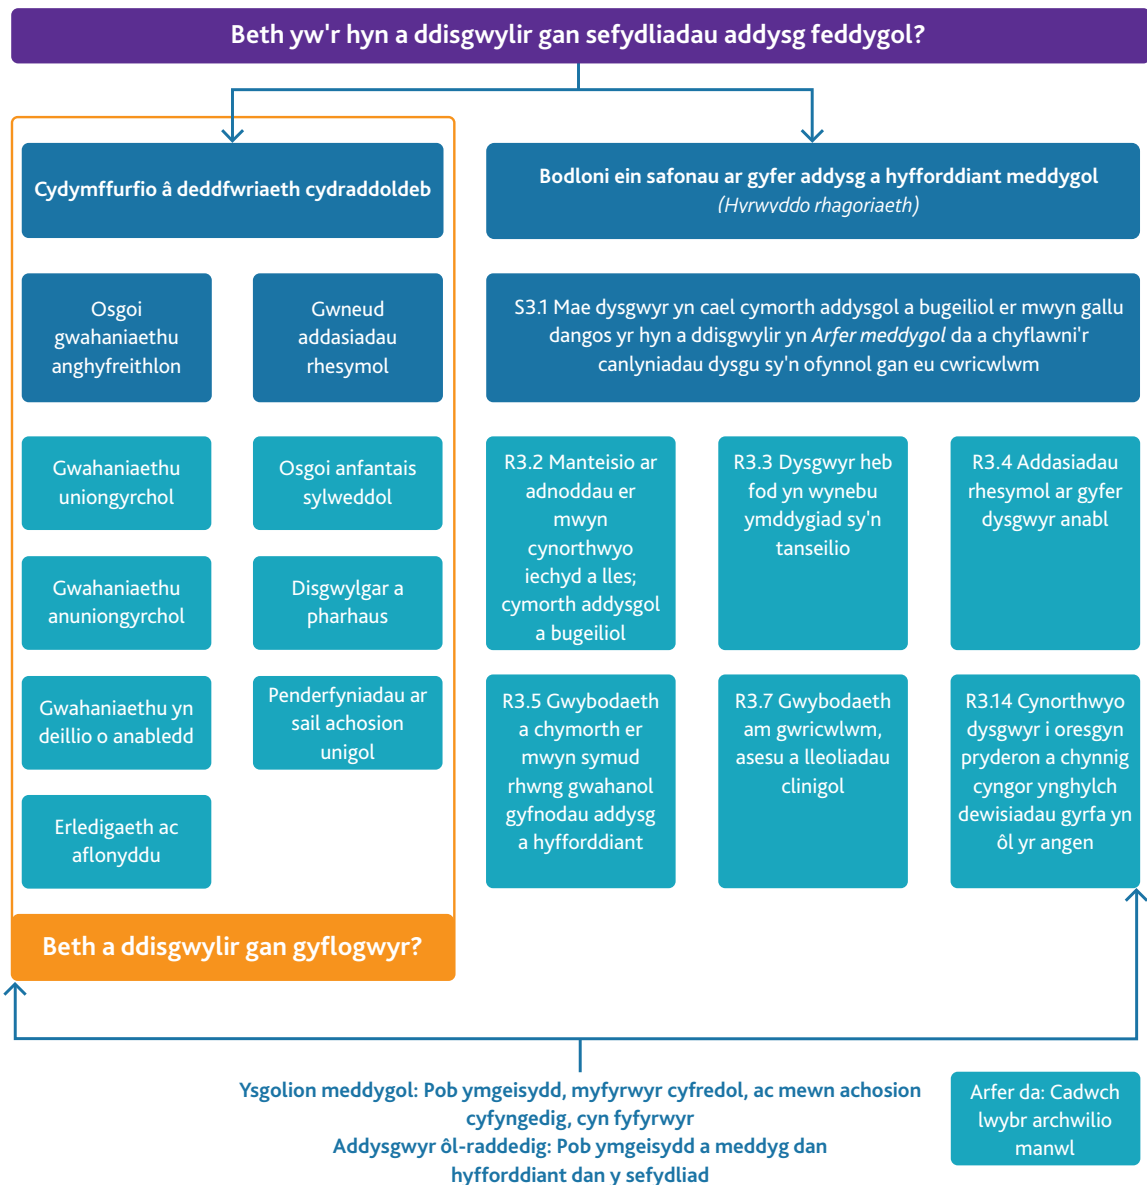 Beth yw'r hyn a ddisgwylir gan sefydliadau addysg feddygol?
Cydymffurfio â deddfwriaeth cydraddoldeb
Bodloni ein safonau ar gyfer addysg a hyfforddiant meddygol
(Hyrwyddo rhagoriaeth)
Osgoi
gwahaniaethu
anghyfreithlon
Gwneud
addasiadau
rhesymol
S3.1 Mae dysgwyr yn cael cymorth addysgol a bugeiliol er mwyn gallu
dangos yr hyn a ddisgwylir yn Arfer meddygol da a chyflawni'r
canlyniadau dysgu sy'n ofynnol gan eu cwricwlwm
Gwahaniaethu
uniongyrchol
Osgoi anfantais
sylweddol
Gwahaniaethu
anuniongyrchol
Disgwylgar a
pharhaus
Gwahaniaethu yn
deillio o anabledd
Penderfyniadau ar
sail achosion
unigol
Erledigaeth ac
aflonyddu
R3.2 Manteisio ar
adnoddau er
mwyn
cynorthwyo
iechyd a lles;
cymorth addysgol
a bugeiliol
R3.3 Dysgwyr heb
fod yn wynebu
ymddygiad sy'n
tanseilio
R3.4 Addasiadau
rhesymol ar gyfer
dysgwyr anabl
R3.5 Gwybodaeth
a chymorth er
mwyn symud
rhwng gwahanol
gyfnodau addysg
a hyfforddiant
R3.7 Gwybodaeth
am gwricwlwm,
asesu a lleoliadau
clinigol
R3.14 Cynorthwyo
dysgwyr i oresgyn
pryderon a chynnig
cyngor ynghylch
dewisiadau gyrfa yn
ôl yr angen
Beth a ddisgwylir gan gyflogwyr?
Ysgolion meddygol: Pob ymgeisydd, myfyrwyr cyfredol, ac mewn achosion
cyfyngedig, cyn fyfyrwyr
Addysgwyr ôl-raddedig: Pob ymgeisydd a meddyg dan
hyfforddiant dan y sefydliad
Arfer da: Cadwch
lwybr archwilio
manwl